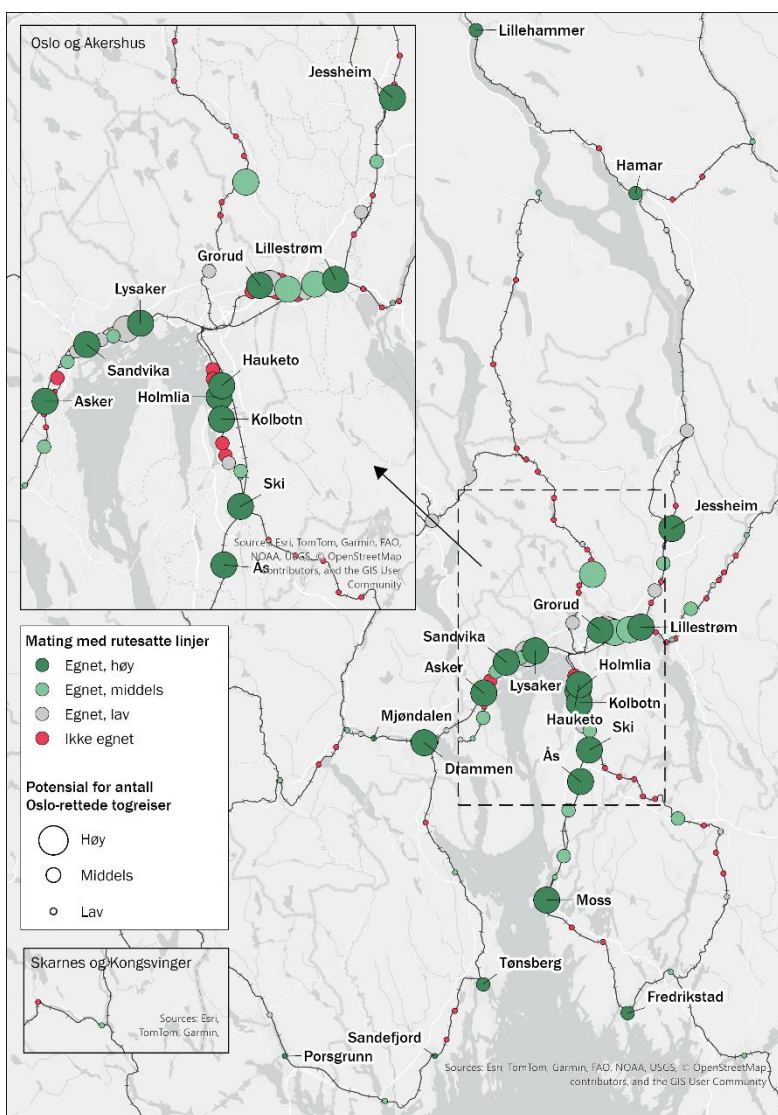 Oslo og Akershus
Jessheim
Grorud
Lillestrøm
Lysaker
Sandvika
Hauketo
Asker
Holmlia
Kolbotn
Ski
Ås
Sources: Esri, TomTom, Garmin, FAO,
NOAA, USGS, © OpenStreetMap
contributors, and the GIS User
Community
Lillehammer
Hamar
Jessheim
Grorud
Lillestrøm
Sandvika
Holmlia
Asker
Lysaker
Kolbotn
Mjøndalen
Hauketo
Ski
Drammen
Ås
Moss
Tønsberg
Fredrikstad
Sandefjord
Porsgrunn
Mating med rutesatte linjer
Egnet, høy
Egnet, middels
Egnet, lav
Ikke egnet
Potensial for antall
Oslo-rettede togreiser
Høy
Middels
Lav
Skarnes og Kongsvinger
Sources: Esri,
TomTom, Garmin,
Sources: Esri, TomTom, Garmin, FAO, NOAA, USGS, © OpenStreetMap
contributors, and the GIS User Community